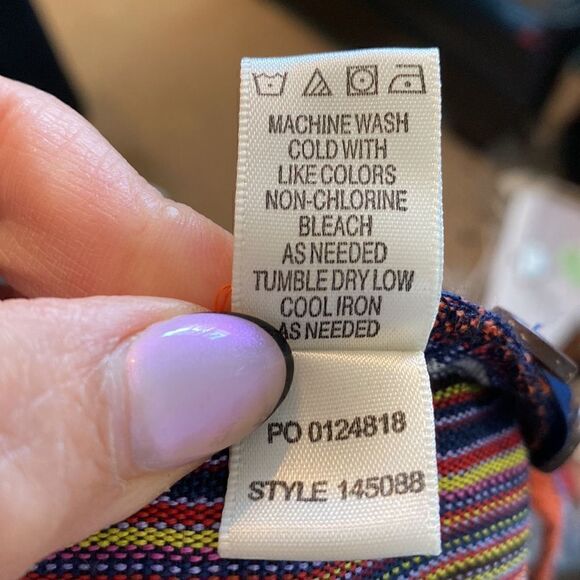 MACHINE WASH
COLD WITH
LIKE COLORS
NON-CHLORINE
BLEACH
AS NEEDED
TUMBLE DRY LOW
COOL IRON
AS NEEDED
PO 0124818
STYLE 145088